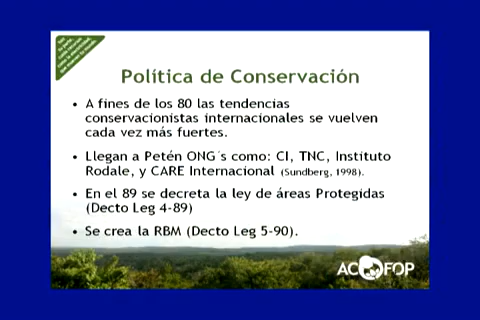 Política de Conservación
• A fines de los 80 las tendencias
conservacionistas internacionales se vuelven
cada vez más fuertes.
• Llegan a Petén ONG´s como: CI, TNC, Instituto
Rodale, y CARE Internacional (Sundberg, 1998).
• En el 89 se decreta la ley de áreas Protegidas
(Decto Leg 4-89)
• Se crea la RBM (Decto Leg 5-90).
ACOFOP